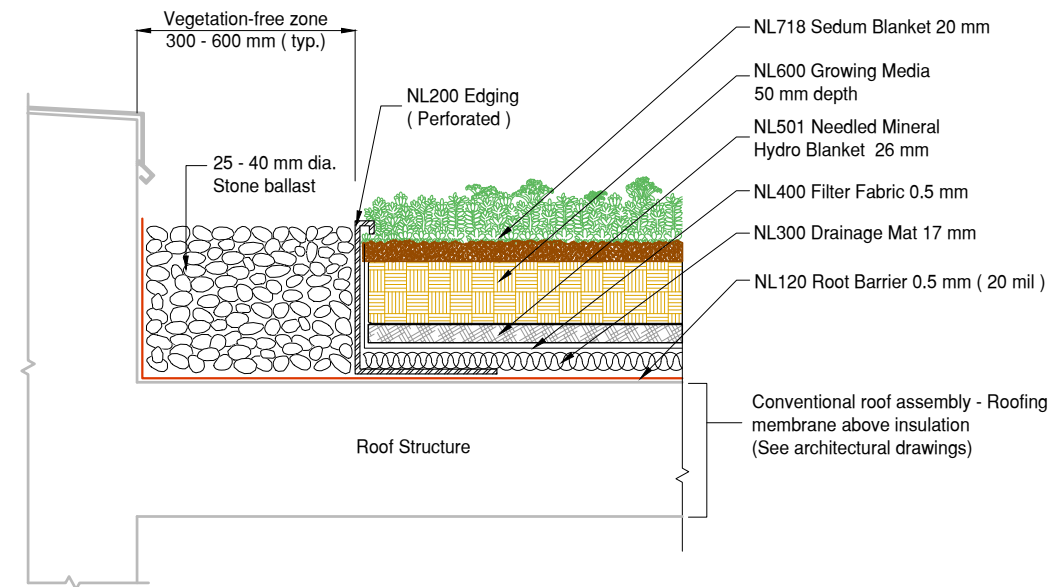 Vegetation-free zone
300 - 600 mm ( typ.)
NL200 Edging
( Perforated )
25 - 40 mm dia.
Stone ballast
NL718 Sedum Blanket 20 mm
NL600 Growing Media
50 mm depth
NL501 Needled Mineral
Hydro Blanket 26 mm
NL400 Filter Fabric 0.5 mm
NL300 Drainage Mat 17 mm
NL120 Root Barrier 0.5 mm ( 20 mil )
Conventional roof assembly - Roofing
membrane above insulation
(See architectural drawings)
Roof Structure